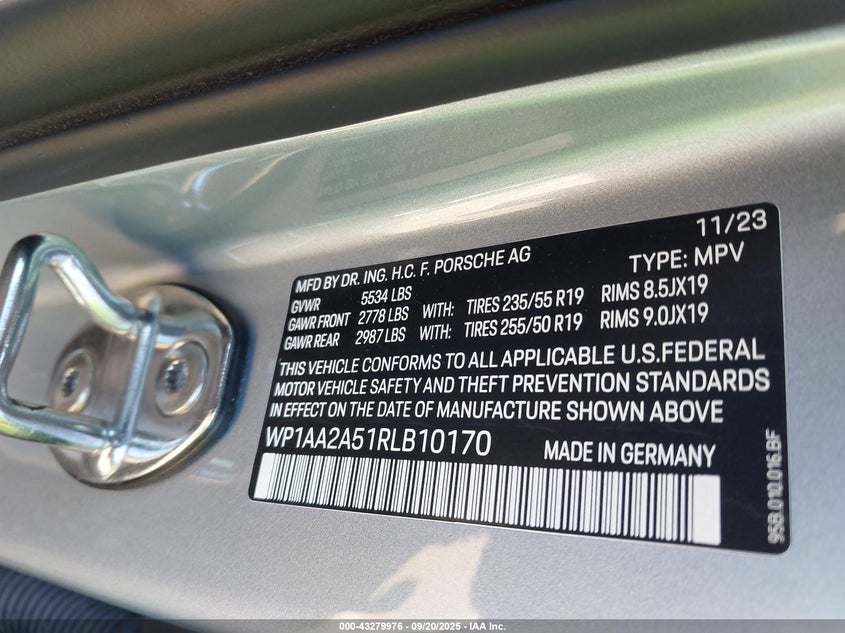 11/23
MFD BY DR. ING. H.C. F. PORSCHE AG TYPE: MPV
GVWR 5534 LBS
GAWR FRONT 2778 LBS WITH: TIRES 235/55 R19 RIMS 8.5JX19
GAWR REAR 2987 LBS WITH: TIRES 255/50 R19 RIMS 9.0JX19
THIS VEHICLE CONFORMS TO ALL APPLICABLE U.S.FEDERAL
MOTOR VEHICLE SAFETY AND THEFT PREVENTION STANDARDS
IN EFFECT ON THE DATE OF MANUFACTURE SHOWN ABOVE
WP1AA2A51RLB10170 MADE IN GERMANY
95B.010.016.BF
000-43279976 - 09/20/2025 - IAA Inc.